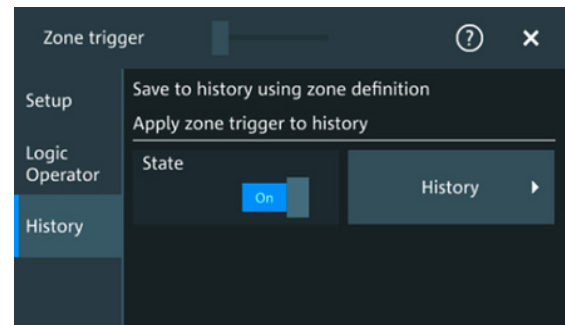 Zone trigger
?
Setup
Logic
Operator
History
Save to history using zone definition
Apply zone trigger to history
State
On
History